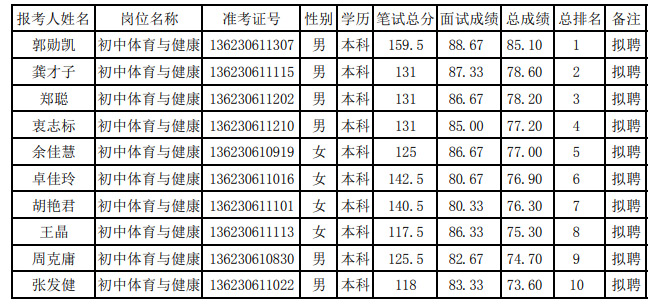 报考人姓名 岗位名称 准考证号 性别 学历 笔试总分 面试成绩 总成绩 总排名 备注
郭勋凯 初中体育与健康 136230611307 男 本科 159.5 88.67 85.10 1 拟聘
龚才子 初中体育与健康 136230611115 男 本科 131 87.33 78.60 2 拟聘
郑聪 初中体育与健康 136230611202 男 本科 131 86.67 78.20 3 拟聘
衷志标 初中体育与健康 136230611210 男 本科 131 85.00 77.20 4 拟聘
余佳慧 初中体育与健康 136230610919 女 本科 125 86.67 77.00 5 拟聘
卓佳玲 初中体育与健康 136230611016 女 本科 142.5 80.67 76.90 6 拟聘
胡艳君 初中体育与健康 136230611101 女 本科 140.5 80.33 76.30 7 拟聘
王晶 初中体育与健康 136230611113 女 本科 117.5 86.33 75.30 8 拟聘
周克庸 初中体育与健康 136230610830 男 本科 125.5 82.67 74.70 9 拟聘
张发健 初中体育与健康 136230611022 男 本科 118 83.33 73.60 10 拟聘